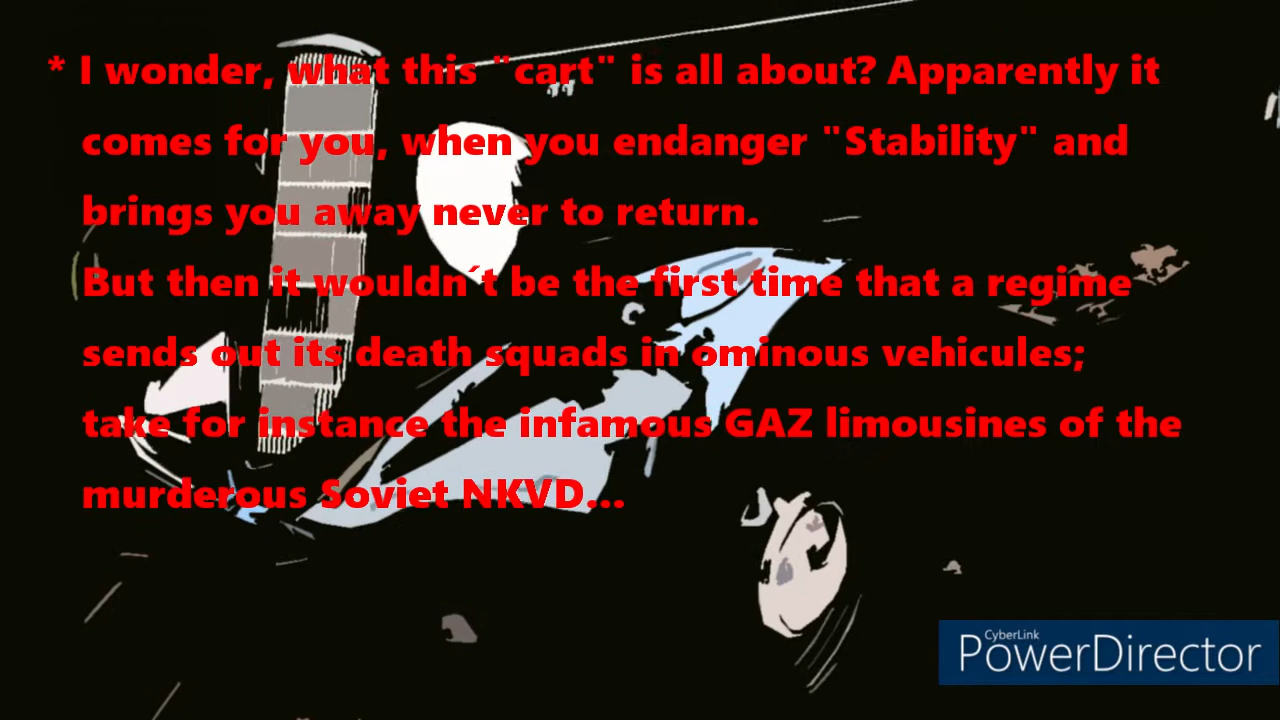 * I wonder, what this "cart" is all about? Apparently it
comes for you, when you endanger "Stability" and
brings you away never to return.
But then it wouldn´t be the first time that a regime
sends out its death squads in ominous vehicules;
take for instance the infamous GAZ limousines of the
murderous Soviet NKVD...
CyberLink
PowerDirector